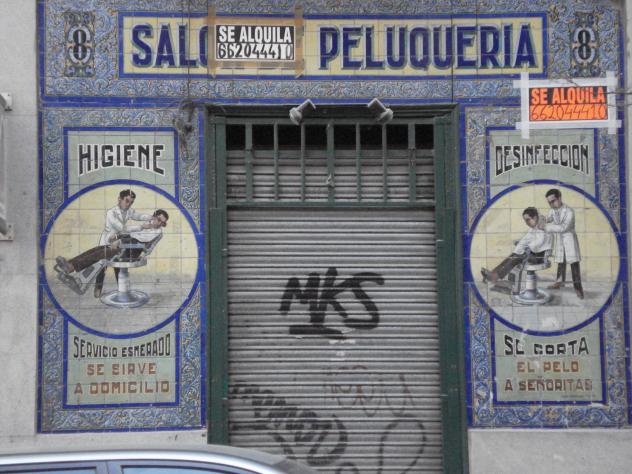 8 SALO PELUQUERIA 8
SE ALQUILA
662044410
SE ALQUILA
662044410
HIGIENE
SERVICIO ESMERADO
SE SIRVE
A DOMICILIO
DESINFECCION
SE CORTA
EL PELO
A SEÑORITAS
MKS